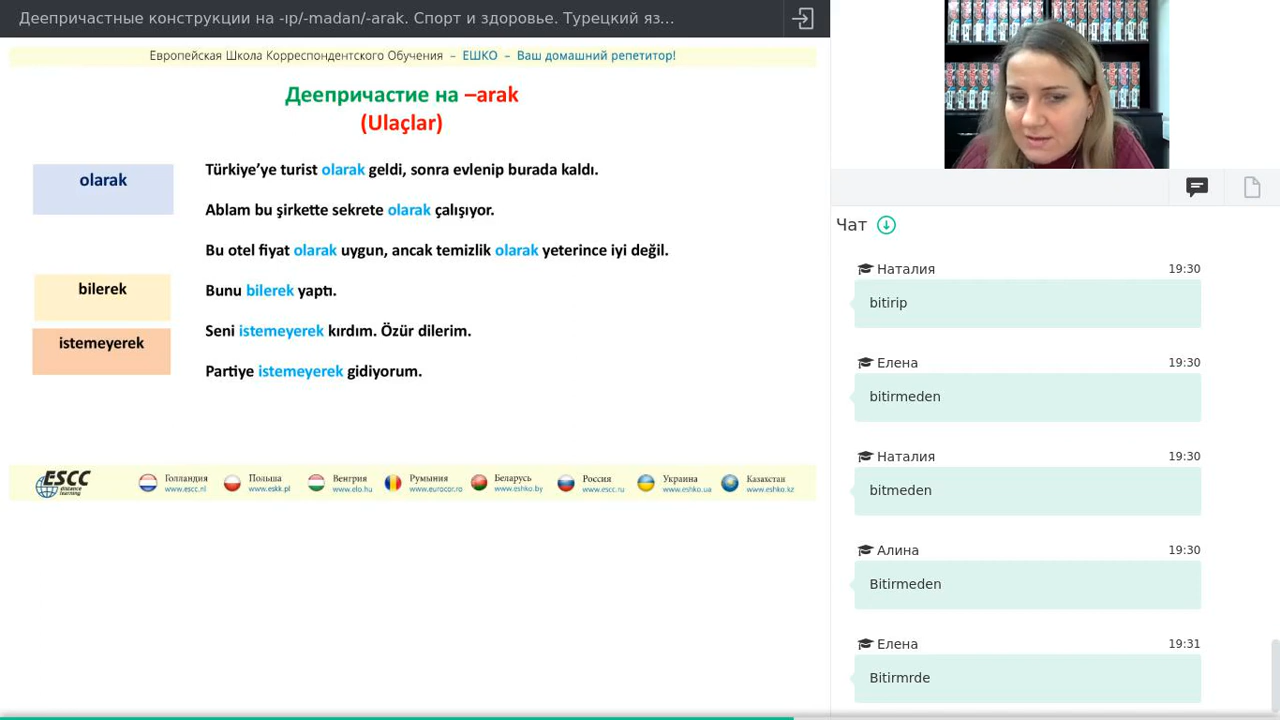 Деепричастные конструкции на -ıp/-madan/-arak. Спорт и здоровье. Турецкий яз...
Европейская Школа Корреспондентского Обучения – ЕШКО – Ваш домашний репетитор!
Деепричастие на –arak
(Ulaçlar)
olarak
Türkiye’ye turist olarak geldi, sonra evlenip burada kaldı.
Ablam bu şirkette sekrete olarak çalışıyor.
Bu otel fiyat olarak uygun, ancak temizlik olarak yeterince iyi değil.
bilerek
Bunu bilerek yaptı.
istemeyerek
Seni istemeyerek kırdım. Özür dilerim.
Partiye istemeyerek gidiyorum.
ESCC
distance
learning
Голландия
www.escc.nl
Польша
www.eskk.pl
Венгрия
www.elo.hu
Румыния
www.eurocor.ro
Беларусь
www.eshko.by
Россия
www.escc.ru
Украина
www.eshko.ua
Казахстан
www.eshko.kz
Чат
Наталия 19:30
bitirip
Елена 19:30
bitirmeden
Наталия 19:30
bitmeden
Алина 19:30
Bitirmeden
Елена 19:31
Bitirmrde